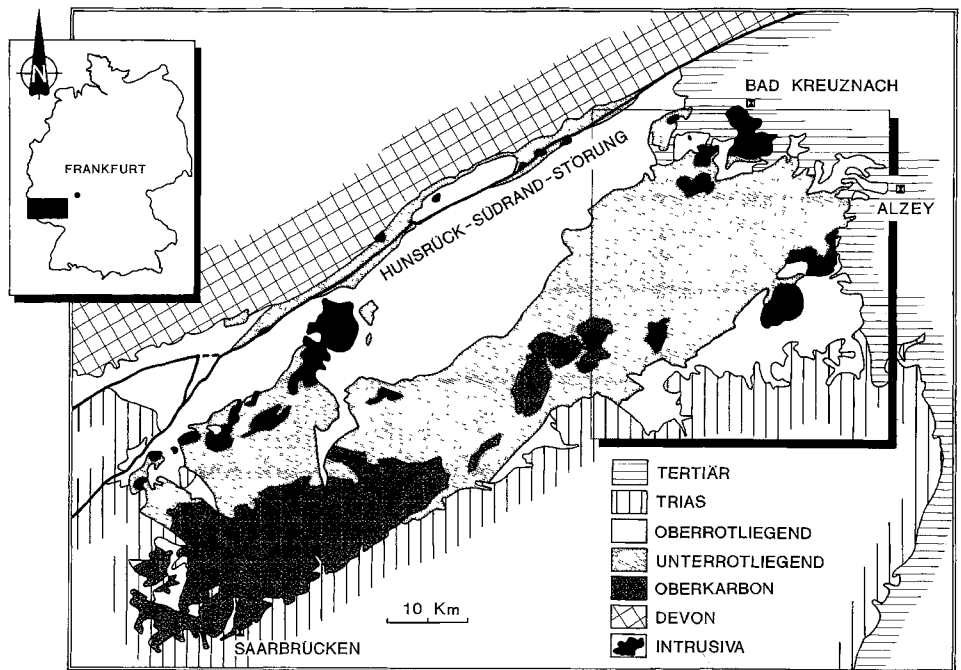 N
FRANKFURT
BAD KREUZNACH
ALZEY
HUNSRÜCK-SÜDRAND-STÖRUNG
TERTIÄR
TRIAS
OBERROTLIEGEND
UNTERROTLIEGEND
OBERKARBON
DEVON
INTRUSIVA
10 Km
SAARBRÜCKEN